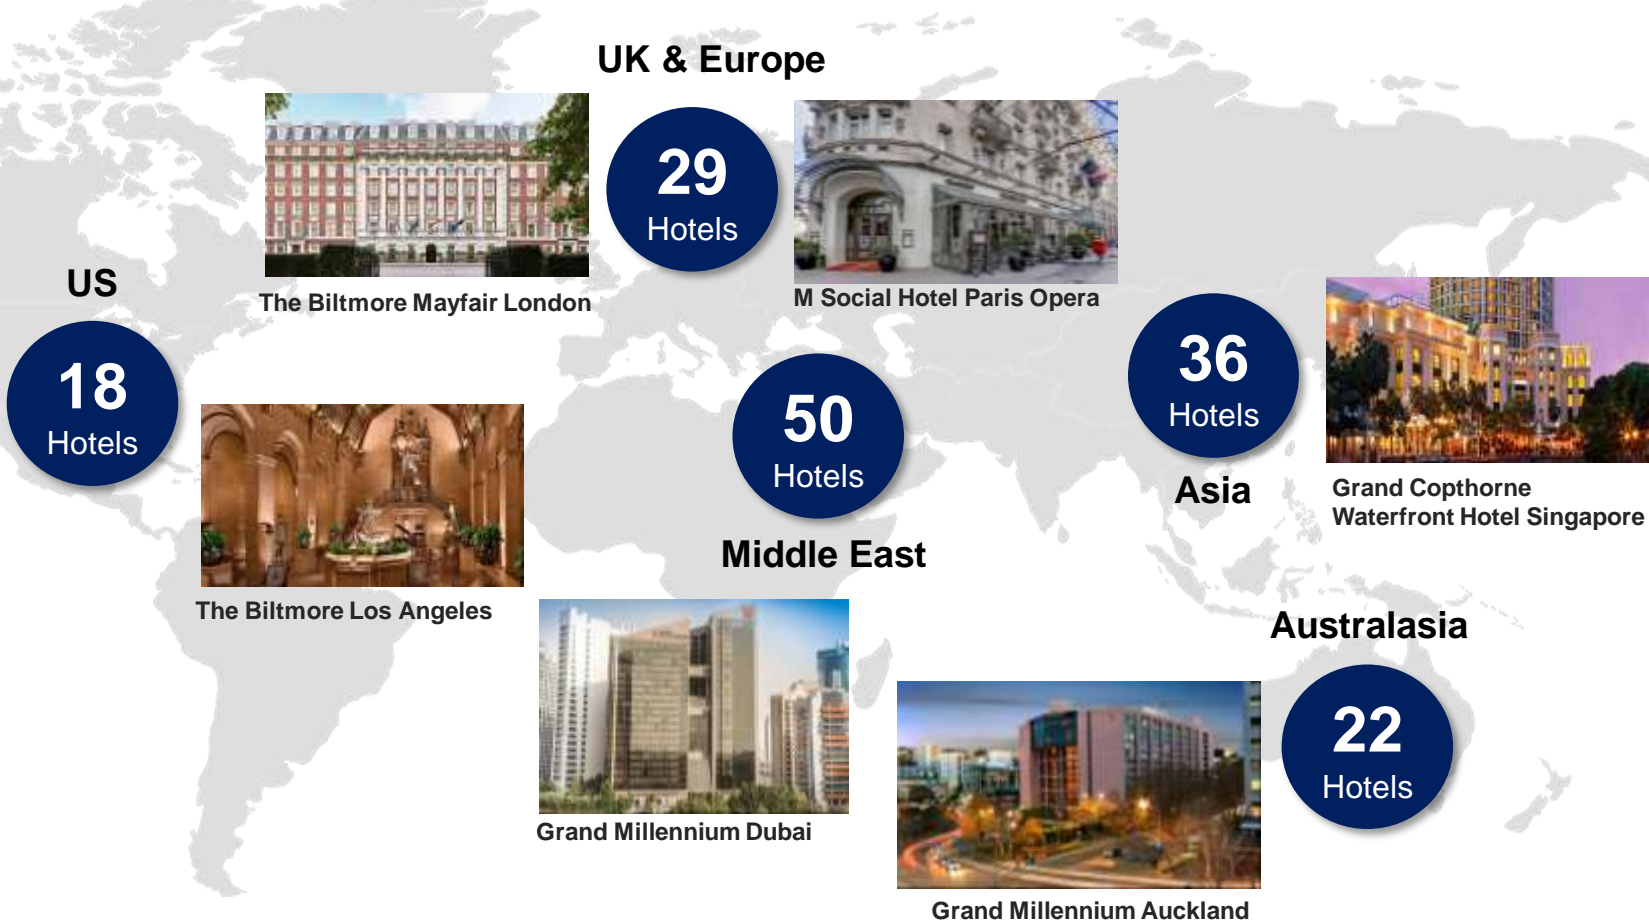 UK & Europe
29
Hotels
The Biltmore Mayfair London
M Social Hotel Paris Opera
US
18
Hotels
The Biltmore Los Angeles
50
Hotels
Middle East
Grand Millennium Dubai
36
Hotels
Asia
Grand Copthorne
Waterfront Hotel Singapore
Australasia
22
Hotels
Grand Millennium Auckland